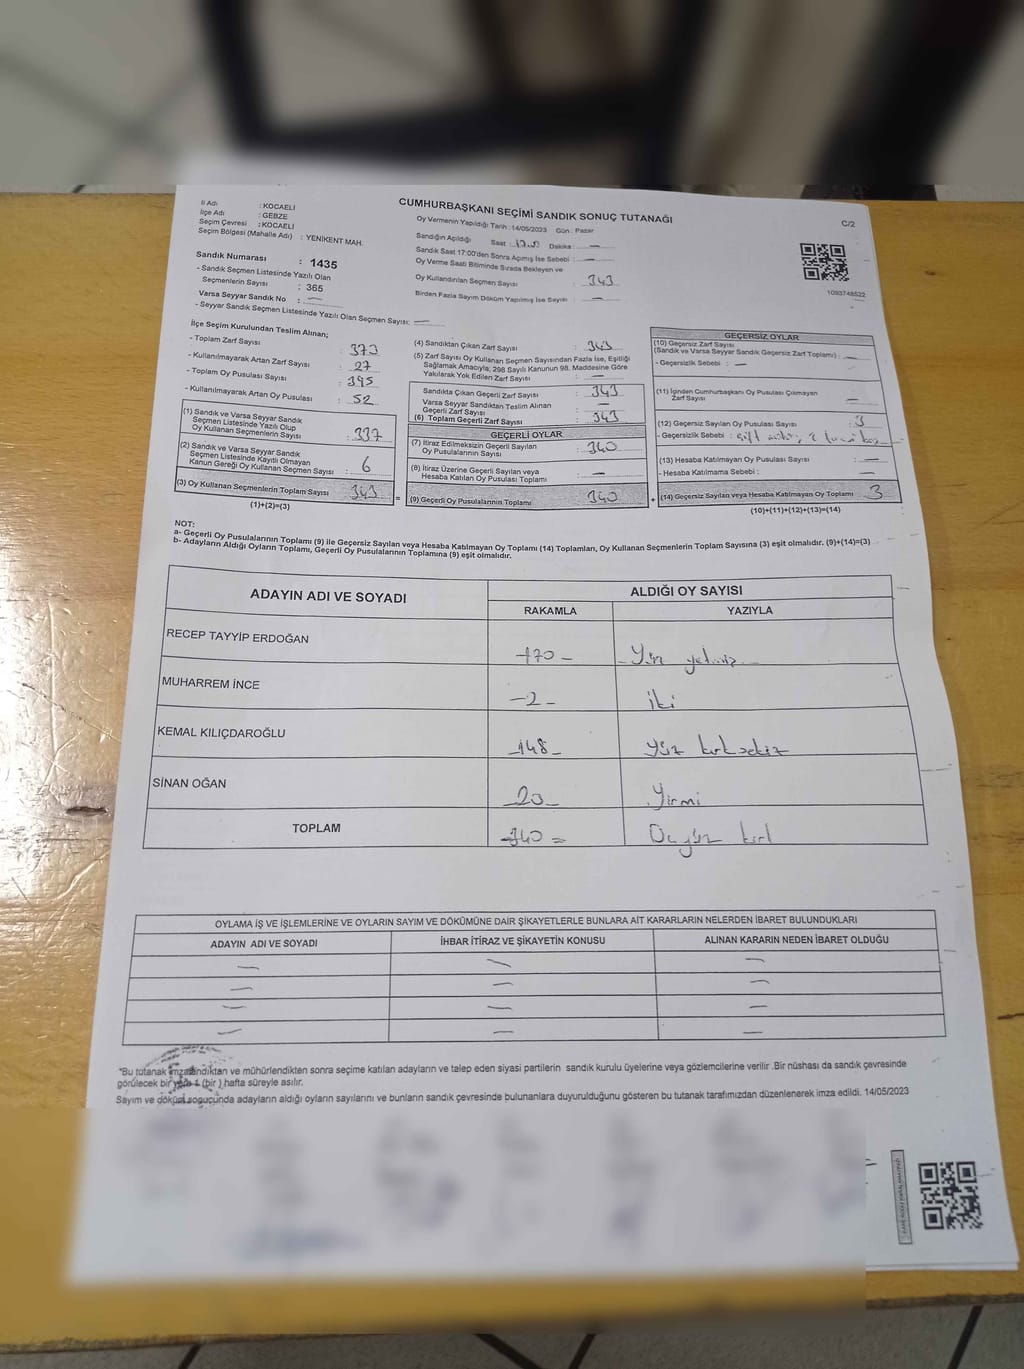 İl Adı : KOCAELİ
İlçe Adı : GEBZE
Seçim Çevresi : KOCAELİ
Seçim Bölgesi (Mahalle Adı) : YENİKENT MAH.
Sandık Numarası : 1435
- Sandık Seçmen Listesinde Yazılı Olan
Seçmenlerin Sayısı : 365
Varsa Seyyar Sandık No : —
- Seyyar Sandık Seçmen Listesinde Yazılı Olan Seçmen Sayısı: —
CUMHURBAŞKANI SEÇİMİ SANDIK SONUÇ TUTANAĞI
Oy Vermenin Yapıldığı Tarih :14/05/2023 Gün : Pazar
Sandığın Açıldığı Saat : Dakika : —
Sandık Saat 17:00'den Sonra Açımış İse Sebebi : —
Oy Verme Saati Bitiminde Sırada Bekleyen ve
Oy Kullandırılan Seçmen Sayısı : 343
Birden Fazla Sayım Döküm Yapılmış İse Sayısı : —
C/2
1093748522
İlçe Seçim Kurulundan Teslim Alınan;
- Toplam Zarf Sayısı : 373
- Kullanılmayarak Artan Zarf Sayısı : 27
- Toplam Oy Pusulası Sayısı : 395
- Kullanılmayarak Artan Oy Pusulası : 52
(1) Sandık ve Varsa Seyyar Sandık
Seçmen Listesinde Yazılı Olup
Oy Kullanan Seçmenlerin Sayısı : 337
(2) Sandık ve Varsa Seyyar Sandık
Seçmen Listesinde Kayıtlı Olmayan
Kanun Gereği Oy Kullanan Seçmen Sayısı : 6
(3) Oy Kullanan Seçmenlerin Toplam Sayısı 343
(1)+(2)=(3)
(4) Sandıktan Çıkan Zarf Sayısı : 343
(5) Zarf Sayısı Oy Kullanan Seçmen Sayısından Fazla İse, Eşitliği
Sağlamak Amacıyla; 298 Sayılı Kanunun 98. Maddesine Göre
Yakılarak Yok Edilen Zarf Sayısı : —
Sandıkta Çıkan Geçerli Zarf Sayısı : 343
Varsa Seyyar Sandıktan Teslim Alınan
Geçerli Zarf Sayısı : —
(6) Toplam Geçerli Zarf Sayısı : 343
GEÇERLİ OYLAR
(7) İtiraz Edilmeksizin Geçerli Sayılan
Oy Pusulasının Sayısı : 340
(8) İtiraz Üzerine Geçerli Sayılan veya
Hesaba Katılan Oy Pusulası Toplamı : —
= (9) Geçerli Oy Pusulalarının Toplamı 340
GEÇERSİZ OYLAR
(10) Geçersiz Zarf Sayısı
(Sandık ve Varsa Seyyar Sandık Geçersiz Zarf Toplamı) : —
- Geçersizlik Sebebi : —
(11) İçinden Cumhurbaşkanı Oy Pusulası Çıkmayan
Zarf Sayısı —
(12) Geçersiz Sayılan Oy Pusulası Sayısı : 3
- Geçersizlik Sebebi :
(13) Hesaba Katılmayan Oy Pusulası Sayısı : —
- Hesaba Katılmama Sebebi : —
+ (14) Geçersiz Sayılan veya Hesaba Katılmayan Oy Toplamı 3
(10)+(11)+(12)+(13)=(14)
NOT:
a- Geçerli Oy Pusulalarının Toplamı (9) ile Geçersiz Sayılan veya Hesaba Katılmayan Oy Toplamı (14) Toplamları, Oy Kullanan Seçmenlerin Toplam Sayısına (3) eşit olmalıdır. (9)+(14)=(3)
b- Adayların Aldığı Oyların Toplamı, Geçerli Oy Pusulalarının Toplamına (9) eşit olmalıdır.
ADAYIN ADI VE SOYADI ALDIĞI OY SAYISI
RAKAMLA YAZIYLA
RECEP TAYYİP ERDOĞAN -170- Yüz yetmiş
MUHARREM İNCE -2- iki
KEMAL KILIÇDAROĞLU -148- Yüz kırksekiz
SİNAN OĞAN -20- Yirmi
TOPLAM -340= Üçyüz kırk
OYLAMA İŞ VE İŞLEMLERİNE VE OYLARIN SAYIM VE DÖKÜMÜNE DAİR ŞİKAYETLERLE BUNLARA AİT KARARLARIN NELERDEN İBARET BULUNDUKLARI
ADAYIN ADI VE SOYADI İHBAR İTİRAZ VE ŞİKAYETİN KONUSU ALINAN KARARIN NEDEN İBARET OLDUĞU
— — —
— — —
— — —
— — —
"Bu tutanak imzalandıktan ve mühürlendikten sonra seçime katılan adayların ve talep eden siyasi partilerin sandık kurulu üyelerine veya gözlemcilerine verilir .Bir nüshası da sandık çevresinde
görülecek bir yere 1 (bir ) hafta süreyle asılır.
Sayım ve döküm sonucunda adayların aldığı oyların sayılarını ve bunların sandık çevresinde bulunanlara duyurulduğunu gösteren bu tutanak tarafımızdan düzenlenerek imza edildi. 14/05/2023